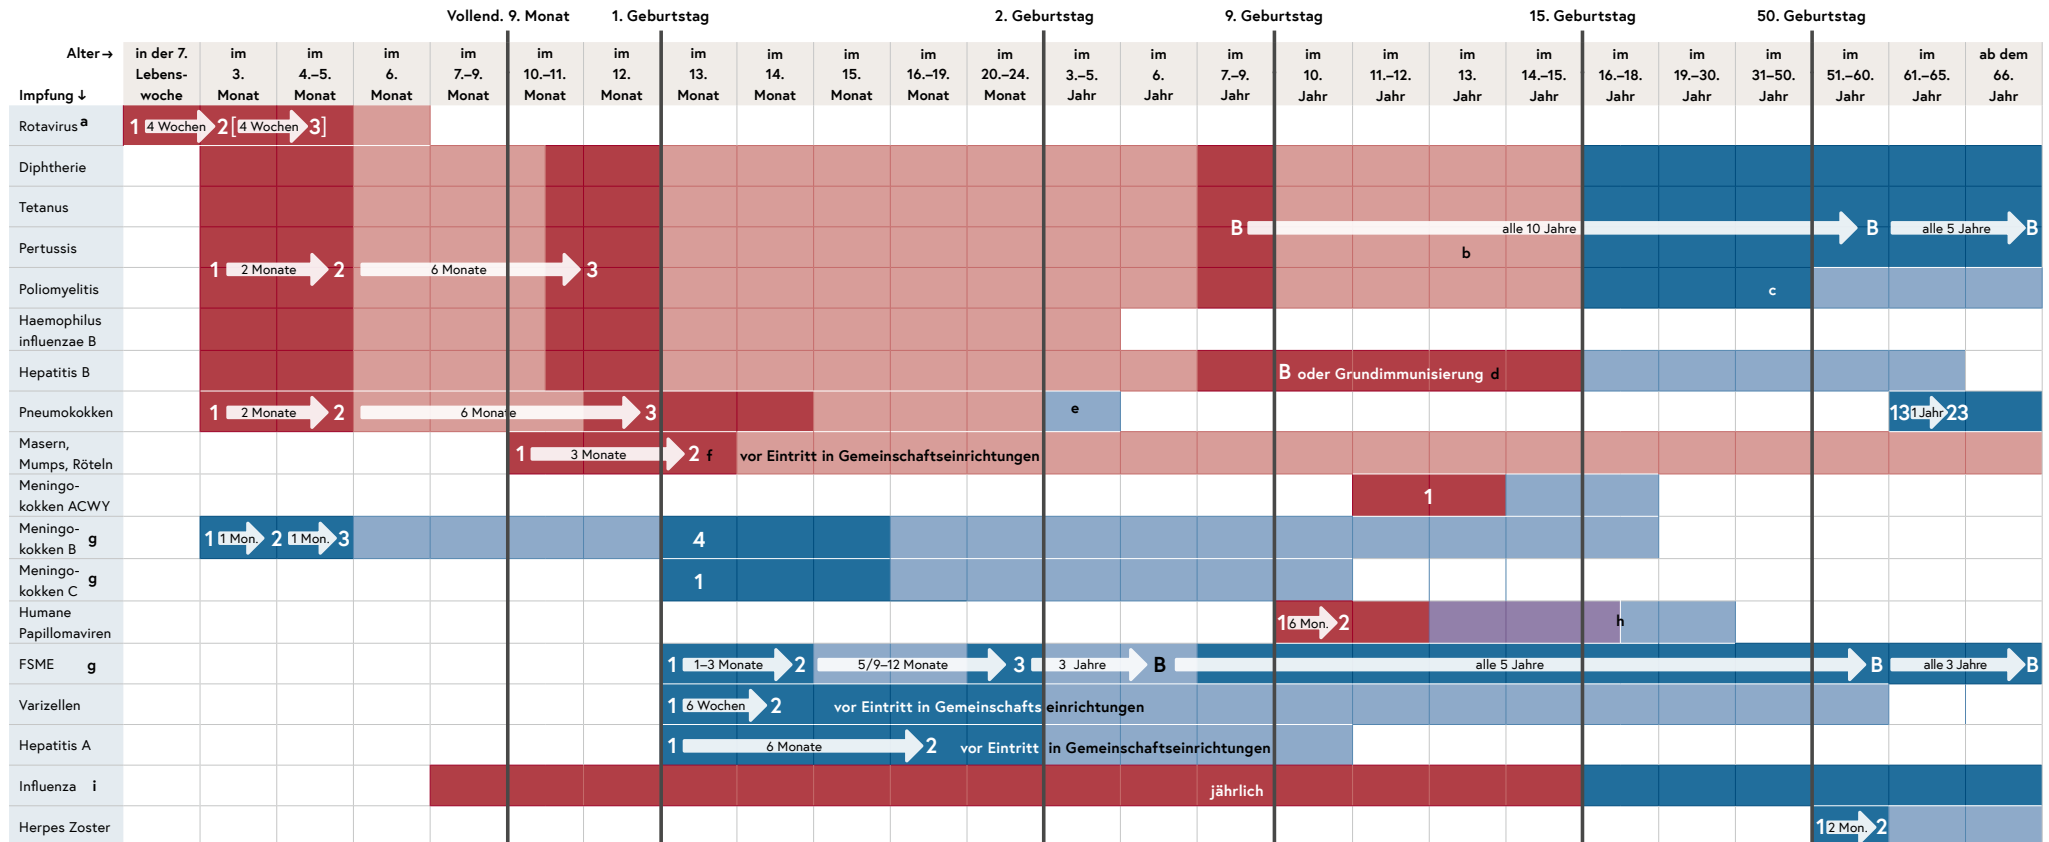 Vollend. 9. Monat 1. Geburtstag 2. Geburtstag 9. Geburtstag 15. Geburtstag 50. Geburtstag
Alter→ in der 7. im im im im im im im im im im im im im im im im im im im im im im im ab dem
Lebens- 3. 4.–5. 6. 7.–9. 10.–11. 12. 13. 14. 15. 16.–19. 20.–24. 3.–5. 6. 7.–9. 10. 11.–12. 13. 14.–15. 16.–18. 19.–30. 31–50. 51.–60. 61.–65. 66.
Impfung ↓ woche Monat Monat Monat Monat Monat Monat Monat Monat Monat Monat Monat Jahr Jahr Jahr Jahr Jahr Jahr Jahr Jahr Jahr Jahr Jahr Jahr Jahr
Rotavirus a 1 4 Wochen 2 [ 4 Wochen 3]
Diphtherie
Tetanus
B alle 10 Jahre B alle 5 Jahre B
Pertussis b
1 2 Monate 2 6 Monate 3
Poliomyelitis c
Haemophilus
influenzae B
Hepatitis B B oder Grundimmunisierung d
Pneumokokken 1 2 Monate 2 6 Monate 3 e 13 1 Jahr 23
Masern,
Mumps, Röteln 1 3 Monate 2 f vor Eintritt in Gemeinschaftseinrichtungen
Meningo-
kokken ACWY 1
Meningo-
kokken B g 1 1 Mon. 2 1 Mon. 3 4
Meningo-
kokken C g 1
Humane
Papillomaviren 1 6 Mon. 2 h
FSME g 1 1–3 Monate 2 5/9–12 Monate 3 3 Jahre B alle 5 Jahre B alle 3 Jahre B
Varizellen 1 6 Wochen 2 vor Eintritt in Gemeinschaftseinrichtungen
Hepatitis A 1 6 Monate 2 vor Eintritt in Gemeinschaftseinrichtungen
Influenza i jährlich
Herpes Zoster 1 2 Mon. 2